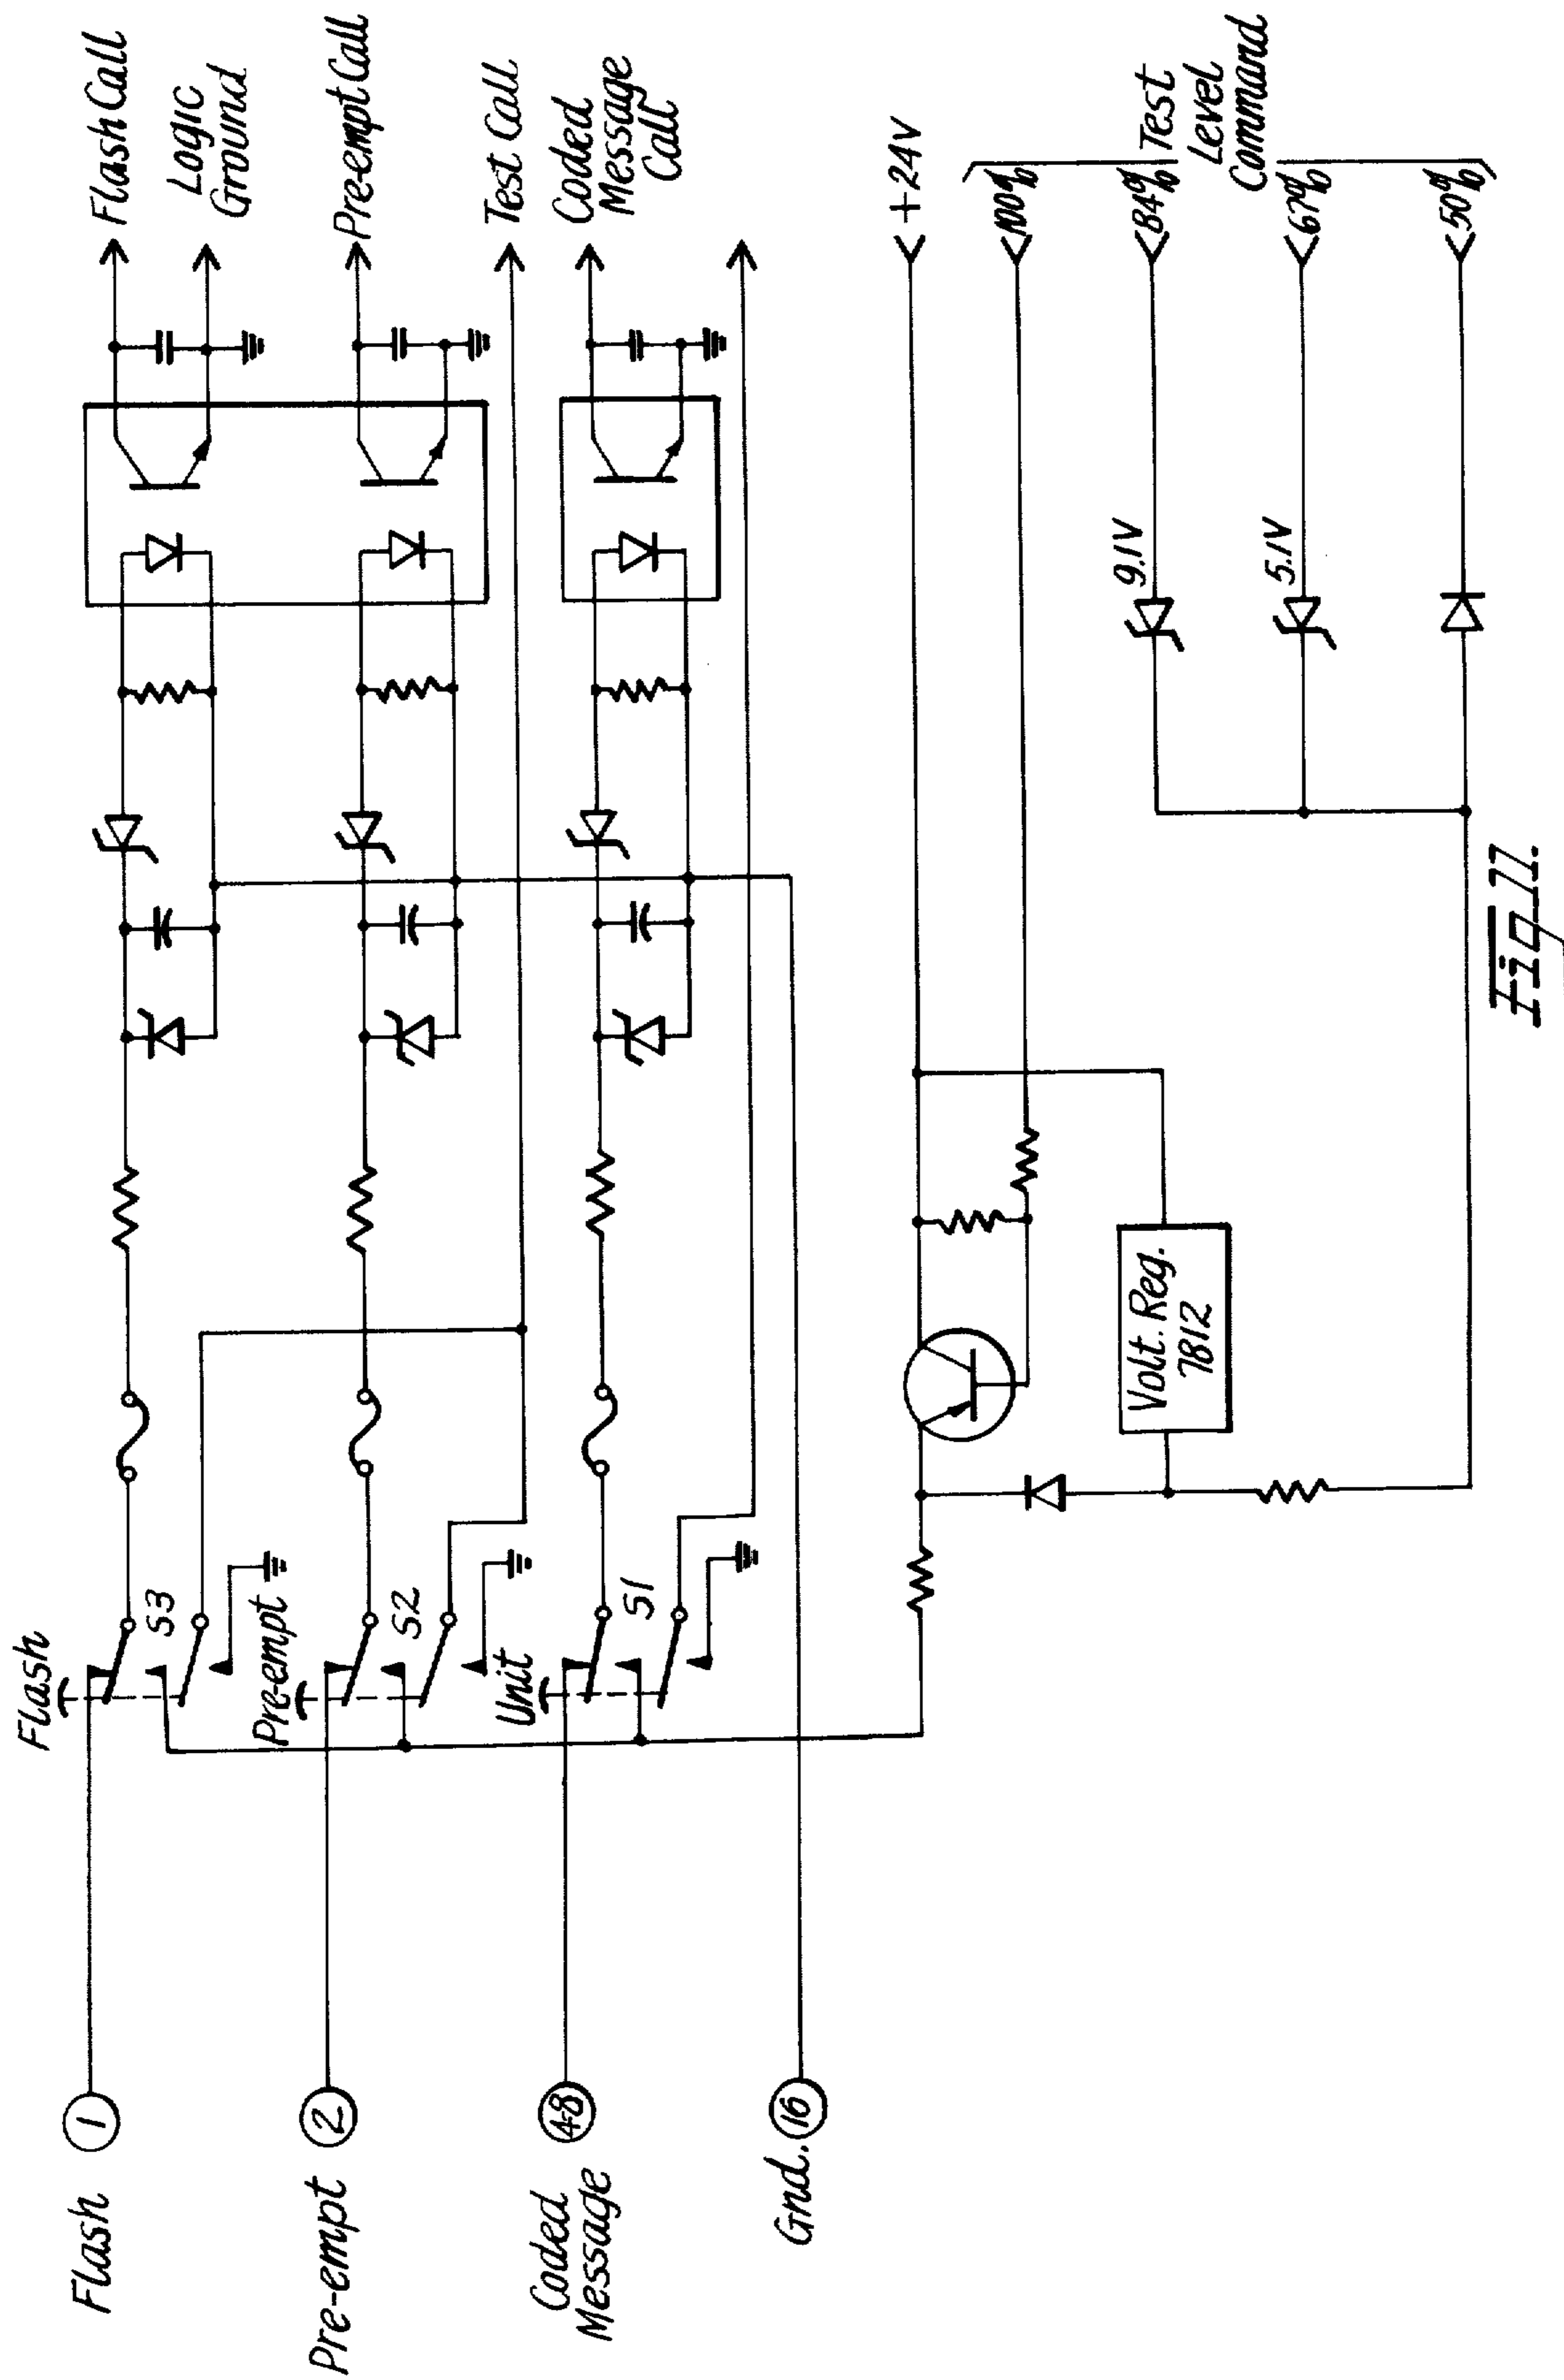 Flash
Flash
1
S3
Flash Call
Logic
Ground
Pre-empt
Pre-empt
2
S2
Pre-empt Call
Test Call
Coded
Message
48
Unit
S1
Coded
Message
Call
Gnd.
16
+24V
100%
84%
67%
50%
Test
Level
Command
9.1V
5.1V
Volt. Reg.
7812
Fig. 11.